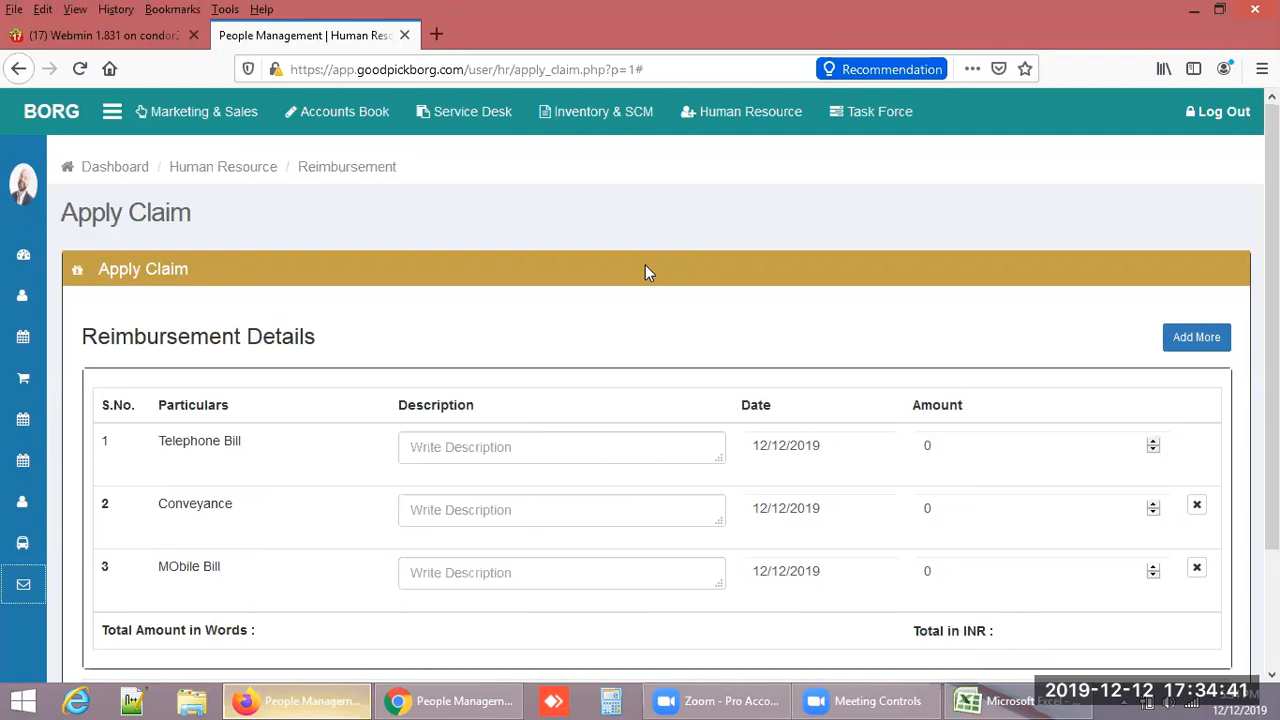 File Edit View History Bookmarks Tools Help
(17) Webmin 1.831 on condor
People Management | Human Reso
https://app.goodpickborg.com/user/hr/apply_claim.php?p=1#
Recommendation
BORG Marketing & Sales Accounts Book Service Desk Inventory & SCM Human Resource Task Force Log Out
Dashboard / Human Resource / Reimbursement
Apply Claim
Apply Claim
Reimbursement Details
Add More
S.No. Particulars Description Date Amount
1 Telephone Bill Write Description 12/12/2019 0
2 Conveyance Write Description 12/12/2019 0
3 MObile Bill Write Description 12/12/2019 0
Total Amount in Words : Total in INR :
People Managem... People Managem... Zoom - Pro Acco... Meeting Controls Microsoft Excel -
2019-12-12 17:34:41
12/12/2019